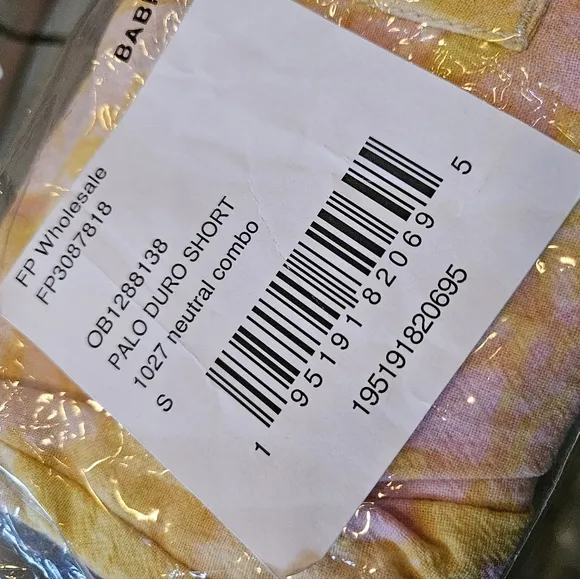 FP Wholesale
FP3087818
OB1288138
PALO DURO SHORT
1027 neutral combo
S
1 95191 82069 5
195191820695